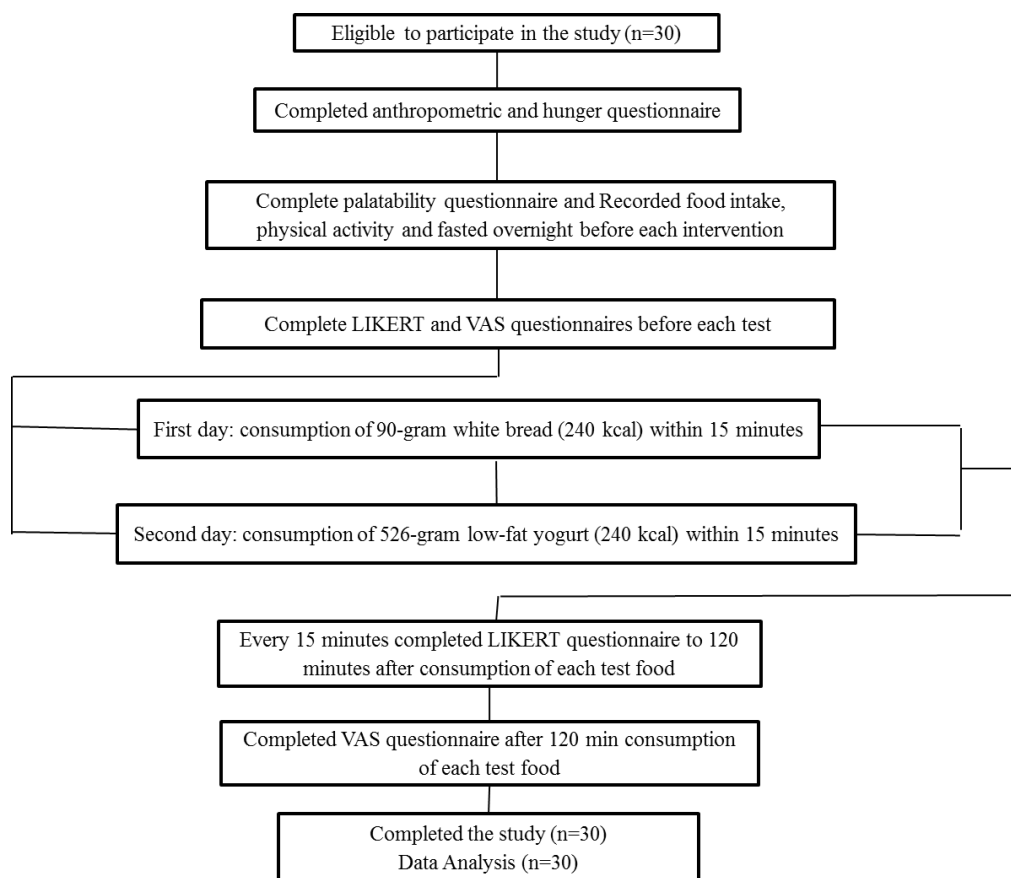 Eligible to participate in the study (n=30)
Completed anthropometric and hunger questionnaire
Complete palatability questionnaire and Recorded food intake,
physical activity and fasted overnight before each intervention
Complete LIKERT and VAS questionnaires before each test
First day: consumption of 90-gram white bread (240 kcal) within 15 minutes
Second day: consumption of 526-gram low-fat yogurt (240 kcal) within 15 minutes
Every 15 minutes completed LIKERT questionnaire to 120
minutes after consumption of each test food
Completed VAS questionnaire after 120 min consumption
of each test food
Completed the study (n=30)
Data Analysis (n=30)